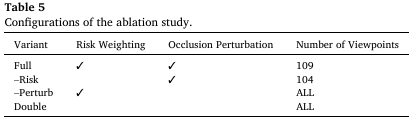 Table 5
Configurations of the ablation study.
Variant Risk Weighting Occlusion Perturbation Number of Viewpoints
Full ✓ ✓ 109
–Risk ✓ 104
–Perturb ✓ ALL
Double ALL